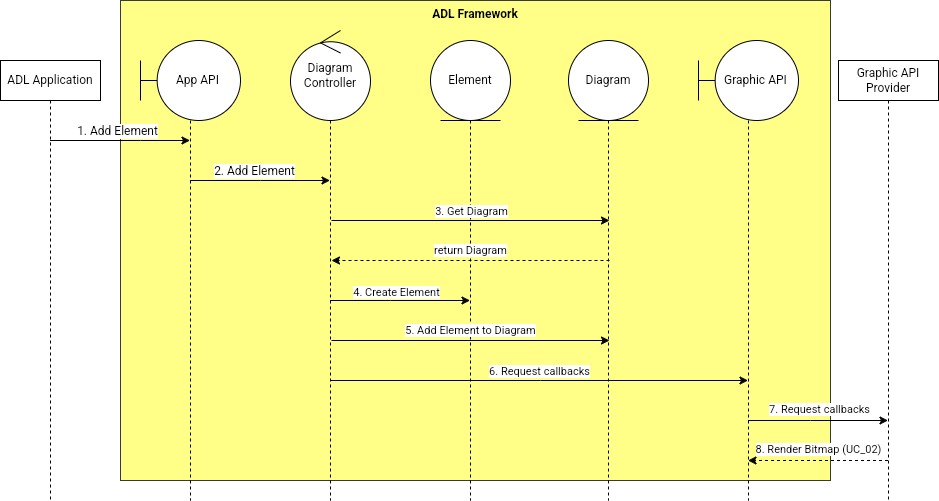 ADL Framework
ADL Application
App API
Diagram
Controller
Element
Diagram
Graphic API
Graphic API
Provider
1. Add Element
2. Add Element
3. Get Diagram
return Diagram
4. Create Element
5. Add Element to Diagram
6. Request callbacks
7. Request callbacks
8. Render Bitmap (UC_02)